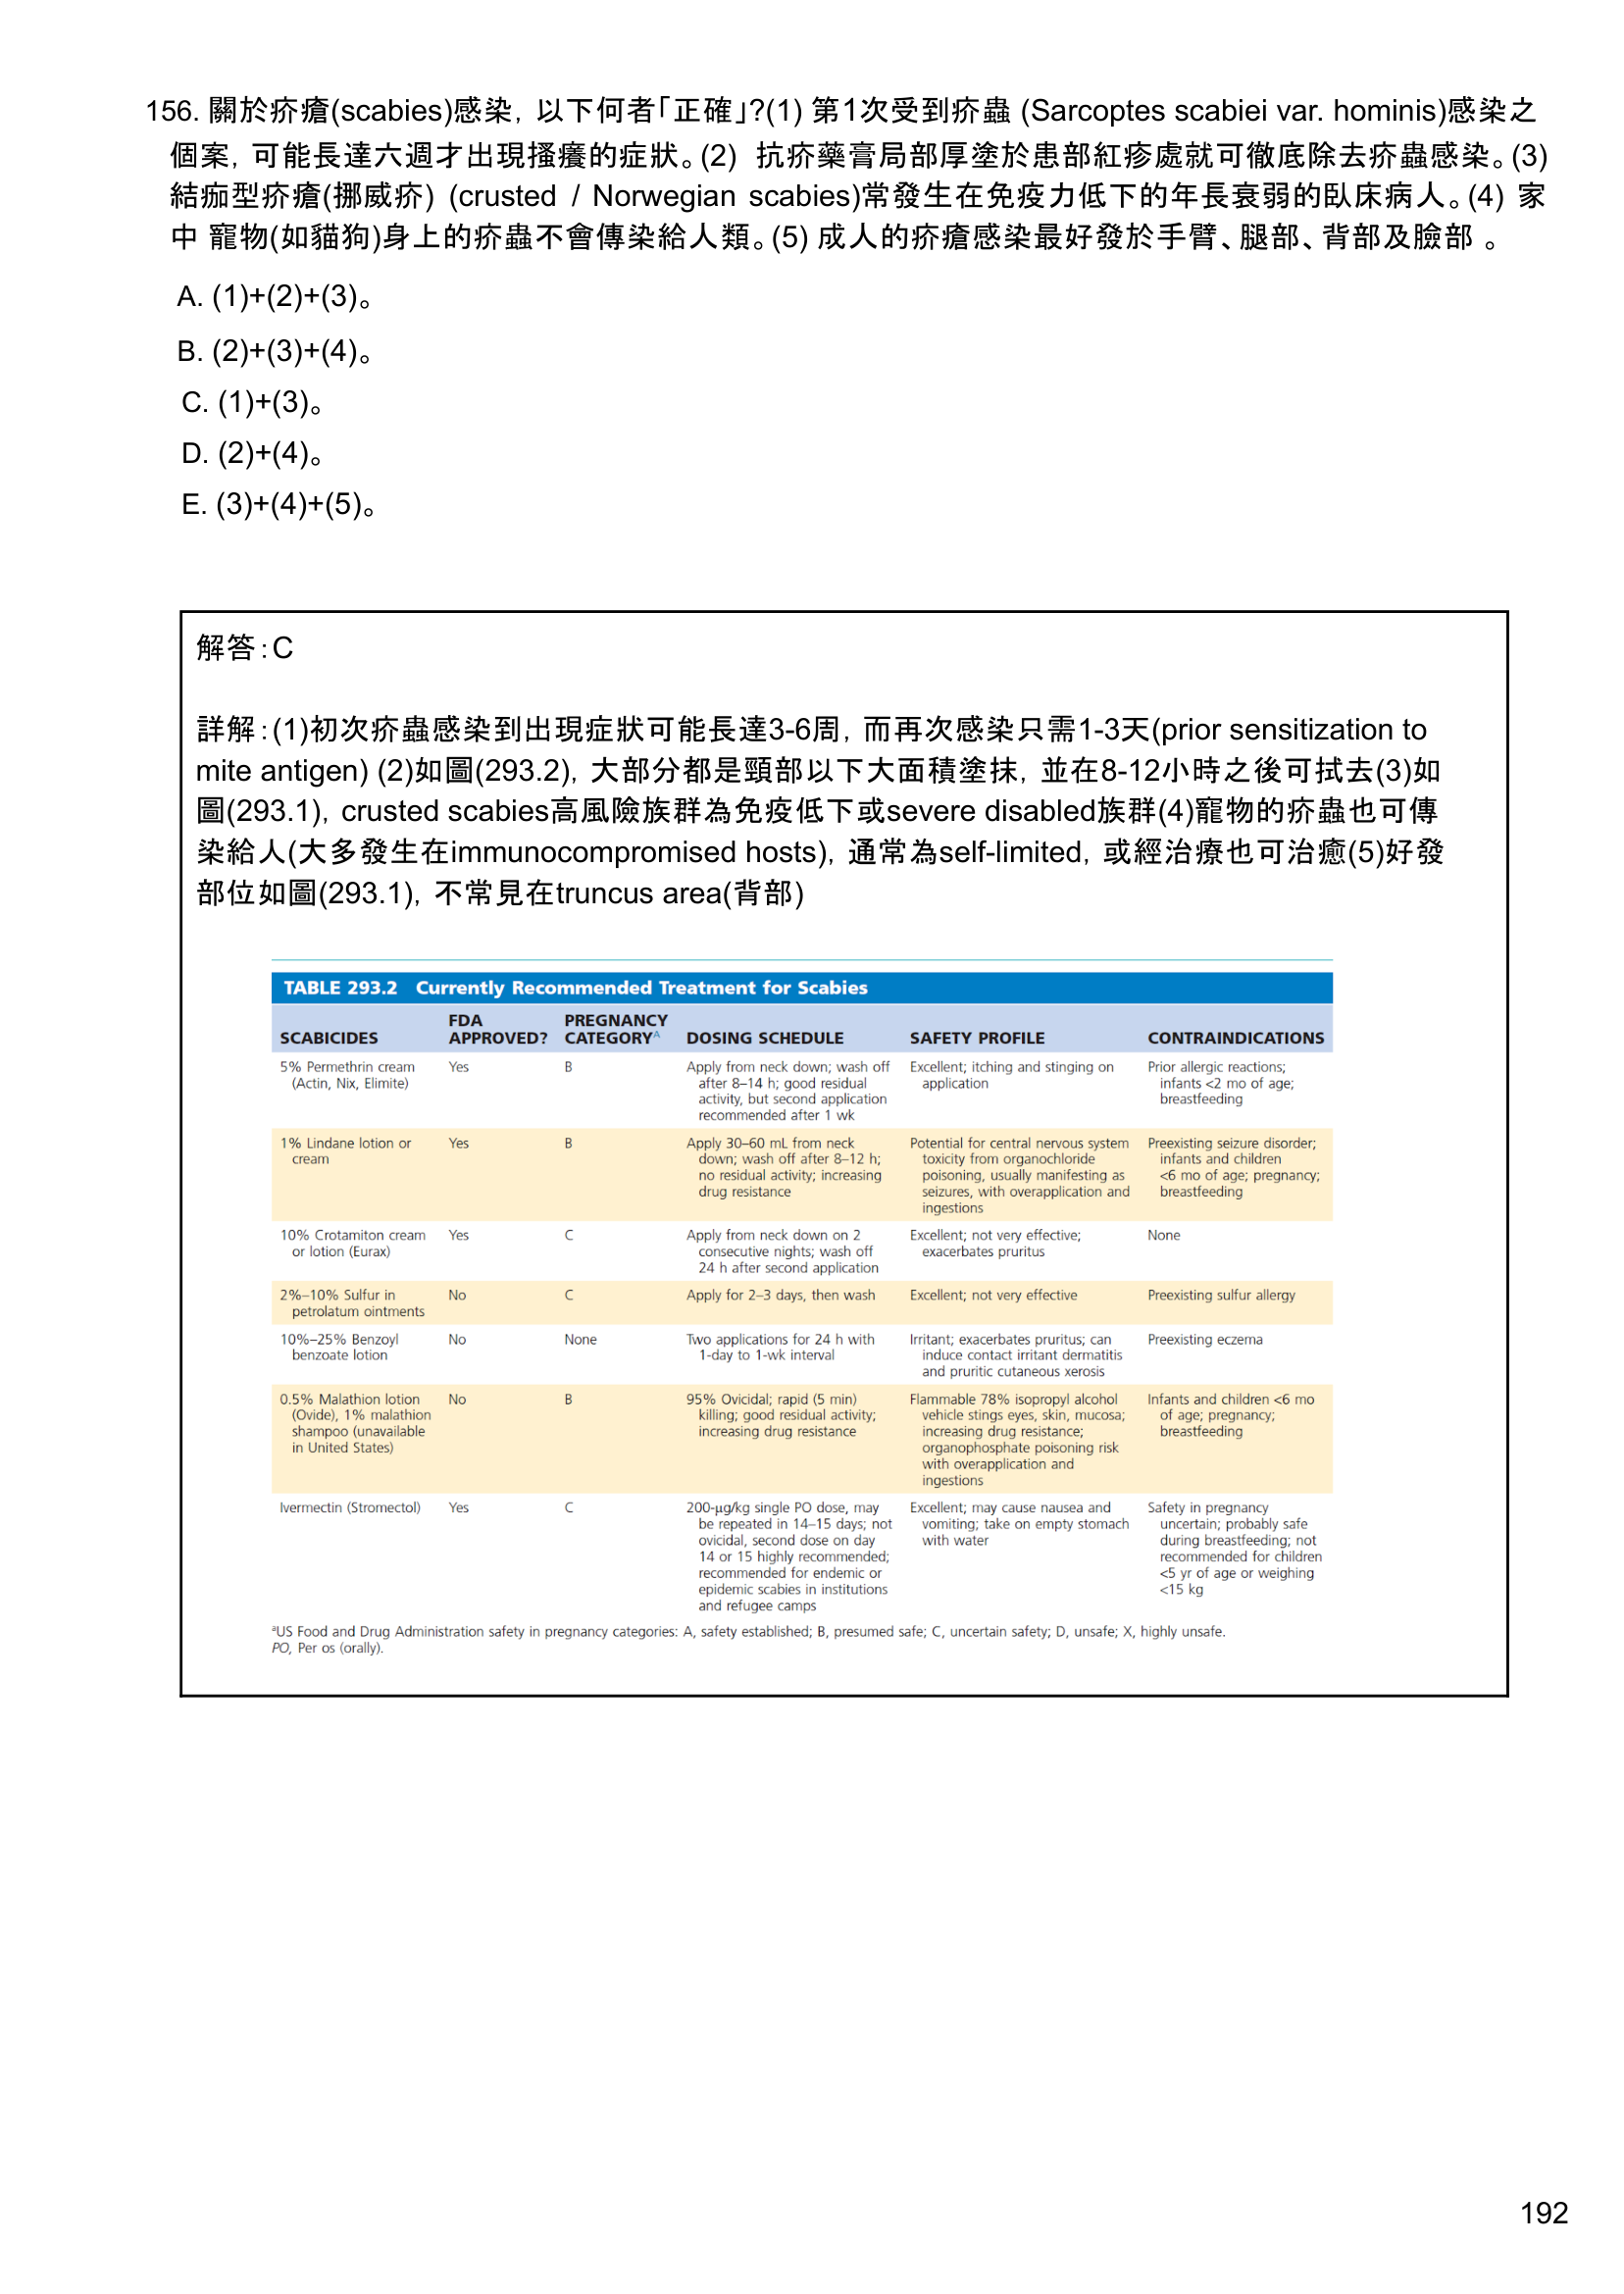 156. 關於疥瘡(scabies)感染，以下何者「正確」?(1) 第1次受到疥蟲 (Sarcoptes scabiei var. hominis)感染之
個案，可能長達六週才出現搔癢的症狀。(2) 抗疥藥膏局部厚塗於患部紅疹處就可徹底除去疥蟲感染。(3)
結痂型疥瘡(挪威疥) (crusted / Norwegian scabies)常發生在免疫力低下的年長衰弱的臥床病人。(4) 家
中 寵物(如貓狗)身上的疥蟲不會傳染給人類。(5) 成人的疥瘡感染最好發於手臂、腿部、背部及臉部 。
A. (1)+(2)+(3)。
B. (2)+(3)+(4)。
C. (1)+(3)。
D. (2)+(4)。
E. (3)+(4)+(5)。
解答：C
詳解：(1)初次疥蟲感染到出現症狀可能長達3-6周，而再次感染只需1-3天(prior sensitization to
mite antigen) (2)如圖(293.2)，大部分都是頸部以下大面積塗抹，並在8-12小時之後可拭去(3)如
圖(293.1)，crusted scabies高風險族群為免疫低下或severe disabled族群(4)寵物的疥蟲也可傳
染給人(大多發生在immunocompromised hosts)，通常為self-limited，或經治療也可治癒(5)好發
部位如圖(293.1)，不常見在truncus area(背部)
TABLE 293.2 Currently Recommended Treatment for Scabies
SCABICIDES FDA APPROVED? PREGNANCY CATEGORYᴬ DOSING SCHEDULE SAFETY PROFILE CONTRAINDICATIONS
5% Permethrin cream Yes B Apply from neck down; wash off Excellent; itching and stinging on Prior allergic reactions;
(Actin, Nix, Elimite) after 8–14 h; good residual application infants <2 mo of age;
activity, but second application breastfeeding
recommended after 1 wk
1% Lindane lotion or Yes B Apply 30–60 mL from neck Potential for central nervous system Preexisting seizure disorder;
cream down; wash off after 8–12 h; toxicity from organochloride infants and children
no residual activity; increasing poisoning, usually manifesting as <6 mo of age; pregnancy;
drug resistance seizures, with overapplication and breastfeeding
ingestions
10% Crotamiton cream Yes C Apply from neck down on 2 Excellent; not very effective; None
or lotion (Eurax) consecutive nights; wash off exacerbates pruritus
24 h after second application
2%–10% Sulfur in No C Apply for 2–3 days, then wash Excellent; not very effective Preexisting sulfur allergy
petrolatum ointments
10%–25% Benzoyl No None Two applications for 24 h with Irritant; exacerbates pruritus; can Preexisting eczema
benzoate lotion 1-day to 1-wk interval induce contact irritant dermatitis
and pruritic cutaneous xerosis
0.5% Malathion lotion No B 95% Ovicidal; rapid (5 min) Flammable 78% isopropyl alcohol Infants and children <6 mo
(Ovide), 1% malathion killing; good residual activity; vehicle stings eyes, skin, mucosa; of age; pregnancy;
shampoo (unavailable increasing drug resistance increasing drug resistance; breastfeeding
in United States) organophosphate poisoning risk
with overapplication and
ingestions
Ivermectin (Stromectol) Yes C 200-μg/kg single PO dose, may Excellent; may cause nausea and Safety in pregnancy
be repeated in 14–15 days; not vomiting; take on empty stomach uncertain; probably safe
ovicidal, second dose on day with water during breastfeeding; not
14 or 15 highly recommended; recommended for children
recommended for endemic or <5 yr of age or weighing
epidemic scabies in institutions <15 kg
and refugee camps
ᵃUS Food and Drug Administration safety in pregnancy categories: A, safety established; B, presumed safe; C, uncertain safety; D, unsafe; X, highly unsafe.
PO, Per os (orally).
192